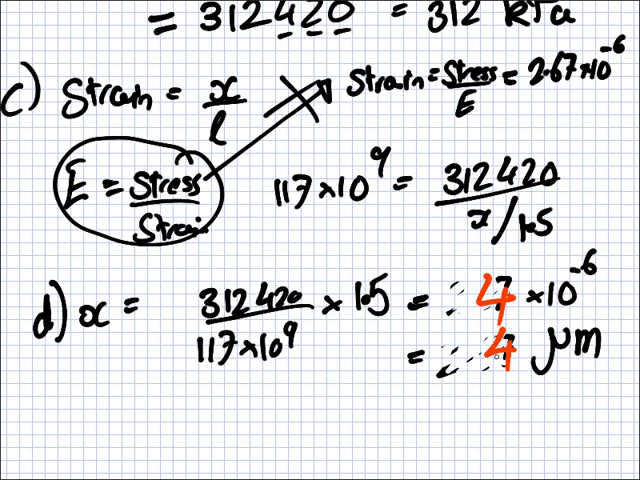 = 312420 = 312 kPa
c) Strain = x/l Strain = Stress/E = 2.67×10^-6
E = Stress/Strain 117×10^9 = 312420/(x/1.5)
d) x = 312420/(117×10^9) × 1.5 = 4 ×10^-6
= 4 μm